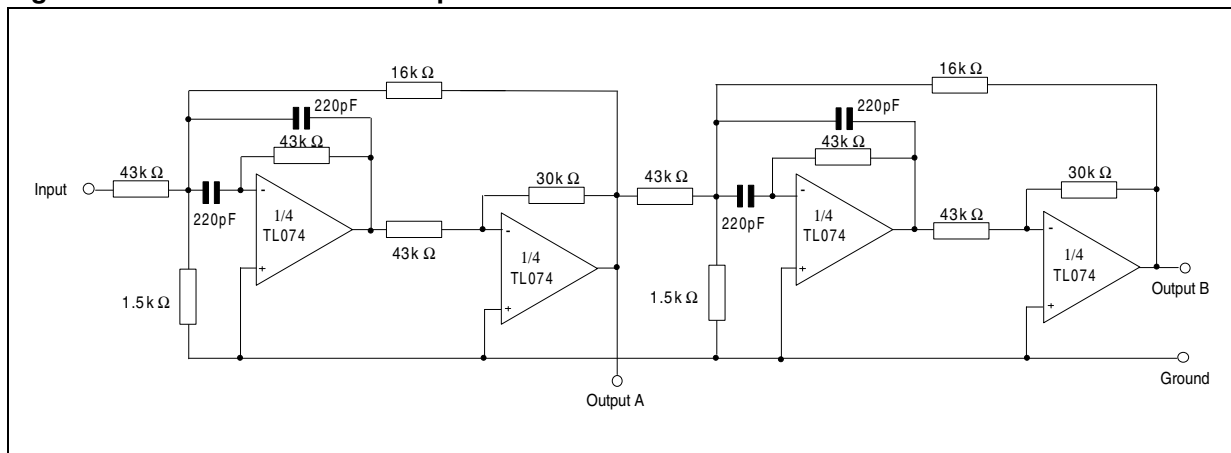 16k Ω
220pF
43k Ω
43k Ω
Input
220pF
-
1/4
TL074
+
30k Ω
43k Ω
-
1/4
TL074
+
1.5k Ω
Output A
16k Ω
220pF
43k Ω
43k Ω
220pF
-
1/4
TL074
+
30k Ω
43k Ω
-
1/4
TL074
+
1.5k Ω
Output B
Ground